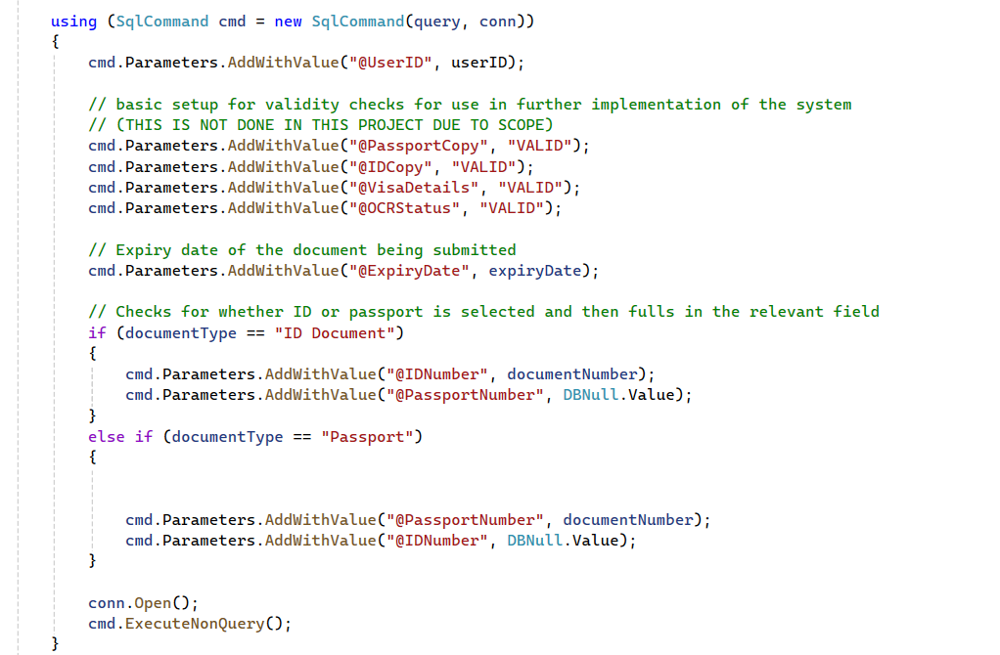 using (SqlCommand cmd = new SqlCommand(query, conn))
{
cmd.Parameters.AddWithValue("@UserID", userID);
// basic setup for validity checks for use in further implementation of the system
// (THIS IS NOT DONE IN THIS PROJECT DUE TO SCOPE)
cmd.Parameters.AddWithValue("@PassportCopy", "VALID");
cmd.Parameters.AddWithValue("@IDCopy", "VALID");
cmd.Parameters.AddWithValue("@VisaDetails", "VALID");
cmd.Parameters.AddWithValue("@OCRStatus", "VALID");
// Expiry date of the document being submitted
cmd.Parameters.AddWithValue("@ExpiryDate", expiryDate);
// Checks for whether ID or passport is selected and then fulls in the relevant field
if (documentType == "ID Document")
{
cmd.Parameters.AddWithValue("@IDNumber", documentNumber);
cmd.Parameters.AddWithValue("@PassportNumber", DBNull.Value);
}
else if (documentType == "Passport")
{
cmd.Parameters.AddWithValue("@PassportNumber", documentNumber);
cmd.Parameters.AddWithValue("@IDNumber", DBNull.Value);
}
conn.Open();
cmd.ExecuteNonQuery();
}